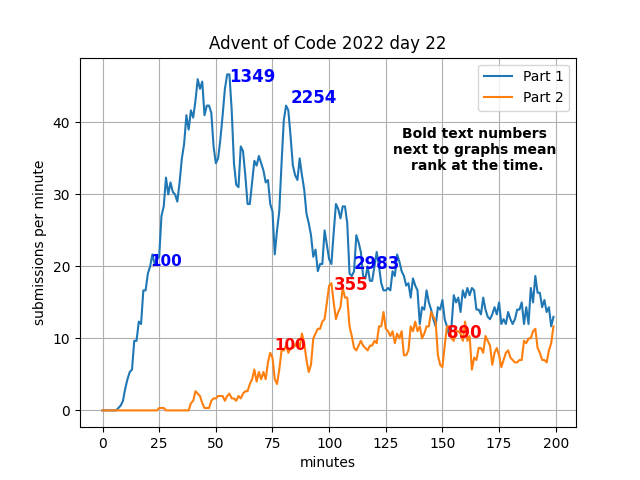 Advent of Code 2022 day 22
Part 1
Part 2
1349
2254
Bold text numbers
next to graphs mean
rank at the time.
100
2983
355
890
100
submissions per minute
40
30
20
10
0
0 25 50 75 100 125 150 175 200
minutes